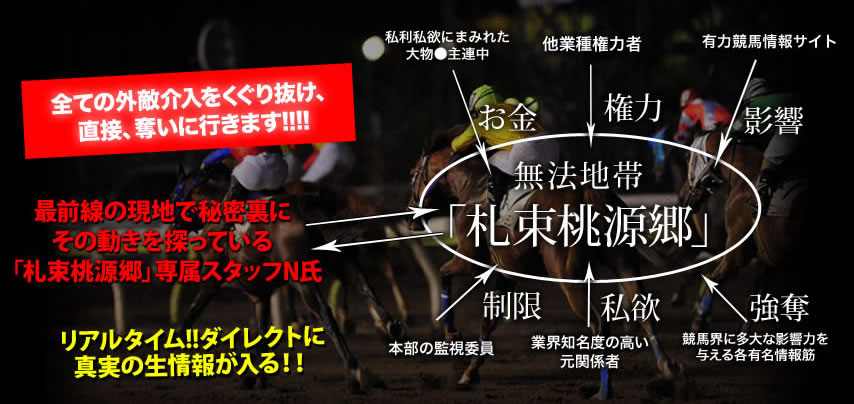 私利私欲にまみれた
大物●主連中
他業種権力者
有力競馬情報サイト
全ての外敵介入をくぐり抜け、
直接、奪いに行きます!!!!
お金
権力
影響
無法地帯
「札束桃源郷」
最前線の現地で秘密裏に
その動きを探っている
「札束桃源郷」専属スタッフN氏
制限
私欲
強奪
リアルタイム!!ダイレクトに
真実の生情報が入る!!
本部の監視委員
業界知名度の高い
元関係者
競馬界に多大な影響力を
与える各有名情報筋